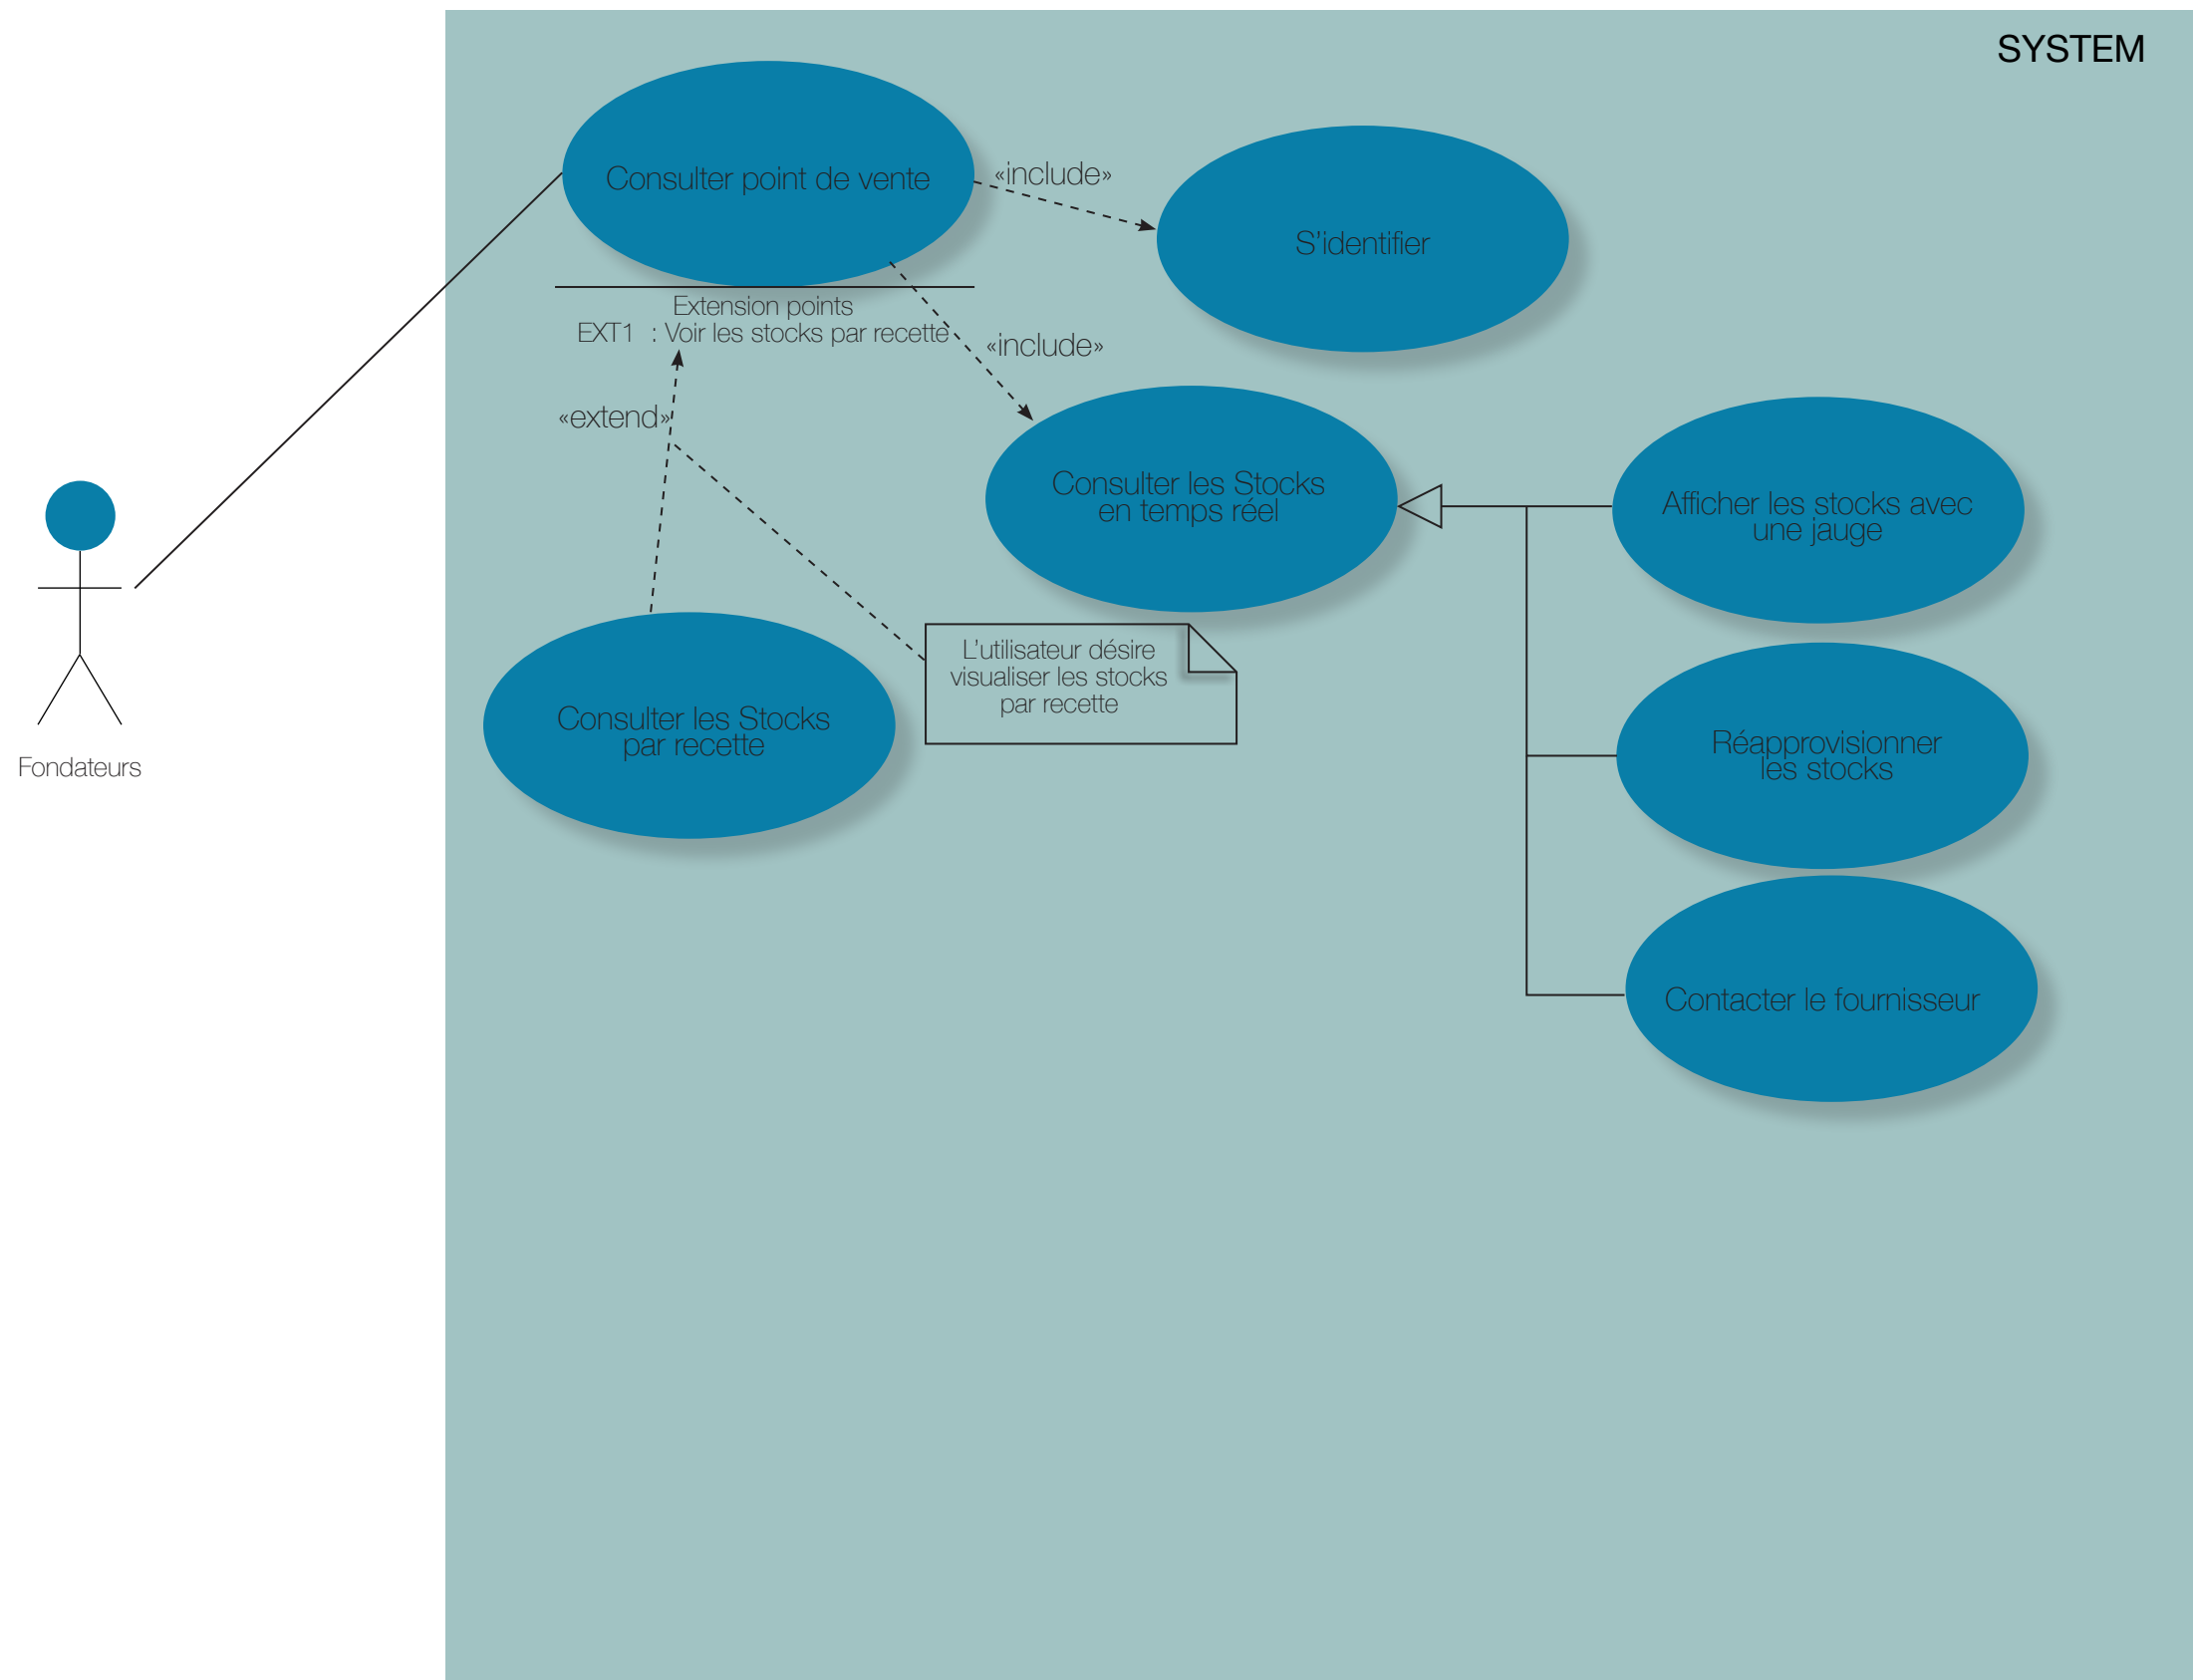 SYSTEM
Consulter point de vente
«include»
S'identifier
Extension points
EXT1 : Voir les stocks par recette
«include»
«extend»
Consulter les Stocks
en temps réel
Afficher les stocks avec
une jauge
L'utilisateur désire
visualiser les stocks
par recette
Consulter les Stocks
par recette
Réapprovisionner
les stocks
Fondateurs
Contacter le fournisseur